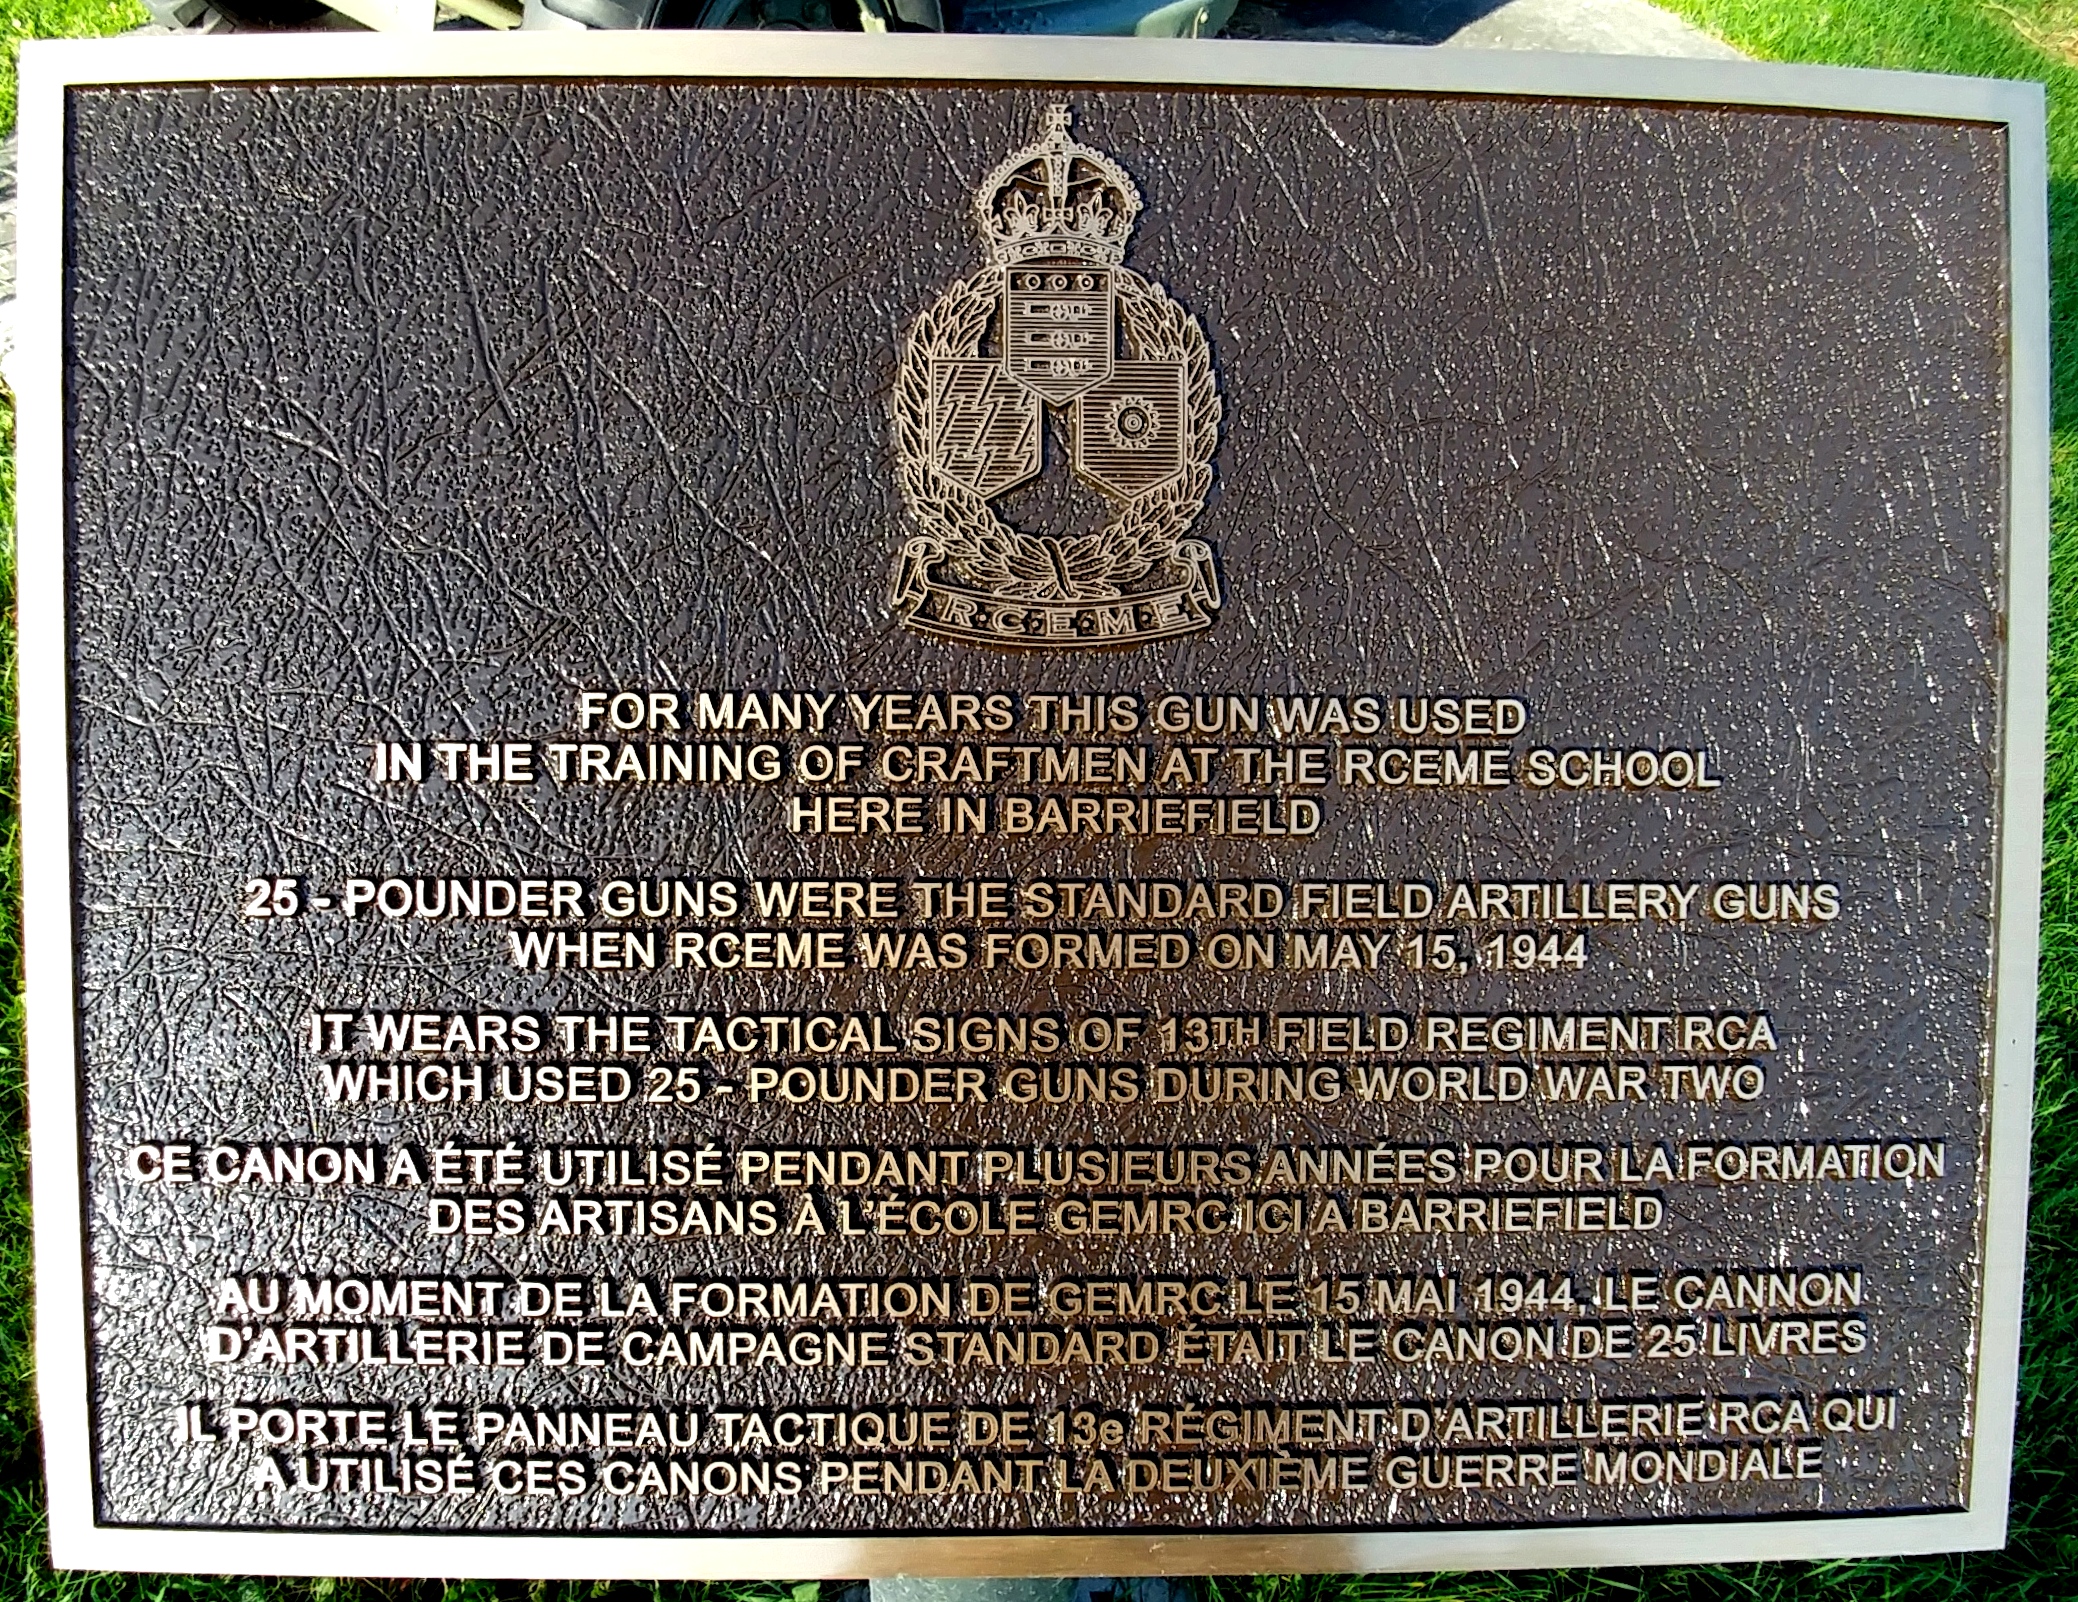 R·C·E·M·E
FOR MANY YEARS THIS GUN WAS USED
IN THE TRAINING OF CRAFTMEN AT THE RCEME SCHOOL
HERE IN BARRIEFIELD
25 - POUNDER GUNS WERE THE STANDARD FIELD ARTILLERY GUNS
WHEN RCEME WAS FORMED ON MAY 15, 1944
IT WEARS THE TACTICAL SIGNS OF 13TH FIELD REGIMENT RCA
WHICH USED 25 - POUNDER GUNS DURING WORLD WAR TWO
CE CANON A ÉTÉ UTILISÉ PENDANT PLUSIEURS ANNÉES POUR LA FORMATION
DES ARTISANS À L'ÉCOLE GEMRC ICI A BARRIEFIELD
AU MOMENT DE LA FORMATION DE GEMRC LE 15 MAI 1944, LE CANNON
D'ARTILLERIE DE CAMPAGNE STANDARD ÉTAIT LE CANON DE 25 LIVRES
IL PORTE LE PANNEAU TACTIQUE DE 13e RÉGIMENT D'ARTILLERIE RCA QUI
A UTILISÉ CES CANONS PENDANT LA DEUXIÈME GUERRE MONDIALE